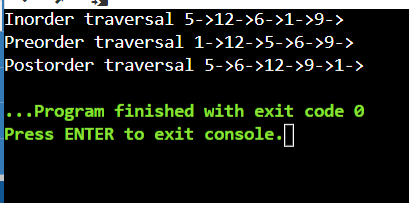 Inorder traversal 5->12->6->1->9->
Preorder traversal 1->12->5->6->9->
Postorder traversal 5->6->12->9->1->
...Program finished with exit code 0
Press ENTER to exit console.